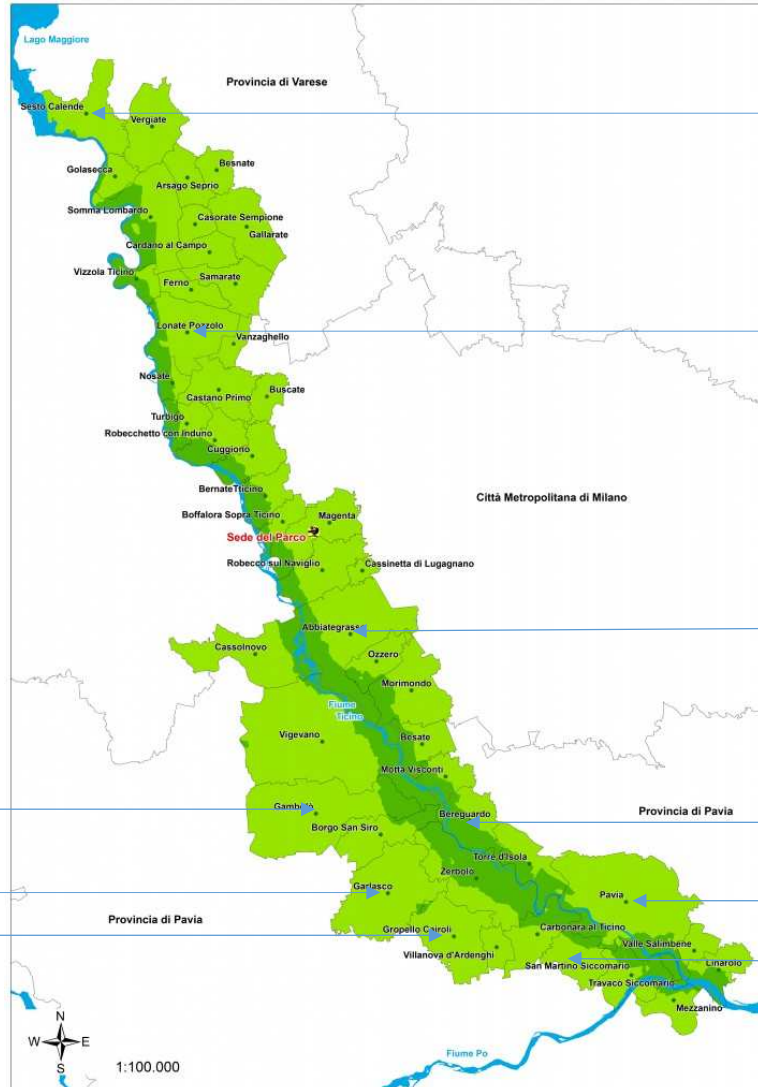 Lago Maggiore
Provincia di Varese
Sesto Calende
Vergiate
Besnate
Golasecca
Arsago Seprio
Somma Lombardo
Casorate Sempione
Gallarate
Cardano al Campo
Vizzola Ticino
Samarate
Ferno
Lonate Pozzolo
Vanzaghello
Nosate
Castano Primo
Buscate
Turbigo
Robecchetto con Induno
Cuggiono
Bernate Tticino
Città Metropolitana di Milano
Boffalora Sopra Ticino
Magenta
Sede del Parco
Robecco sul Naviglio
Cassinetta di Lugagnano
Abbiategrasso
Cassolnovo
Ozzero
Morimondo
Fiume
Ticino
Vigevano
Besate
Motta Visconti
Gambolò
Bereguardo
Provincia di Pavia
Borgo San Siro
Torre d'Isola
Zerbolo
Garlasco
Pavia
Provincia di Pavia
Gropello Cairoli
Carbonara al Ticino
Villanova d'Ardenghi
Valle Salimbene
San Martino Siccomario
Linarolo
Travaco Siccomario
Mezzanino
N
W
E
S
1:100.000
Fiume Po